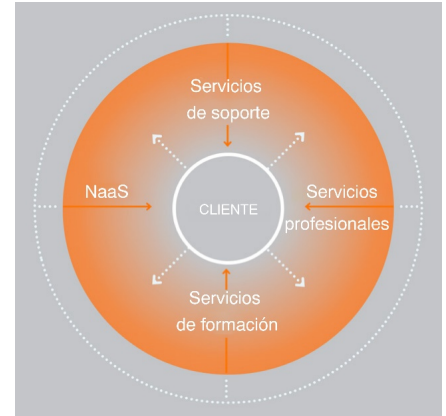 Servicios
de soporte
NaaS
CLIENTE
Servicios
profesionales
Servicios
de formación